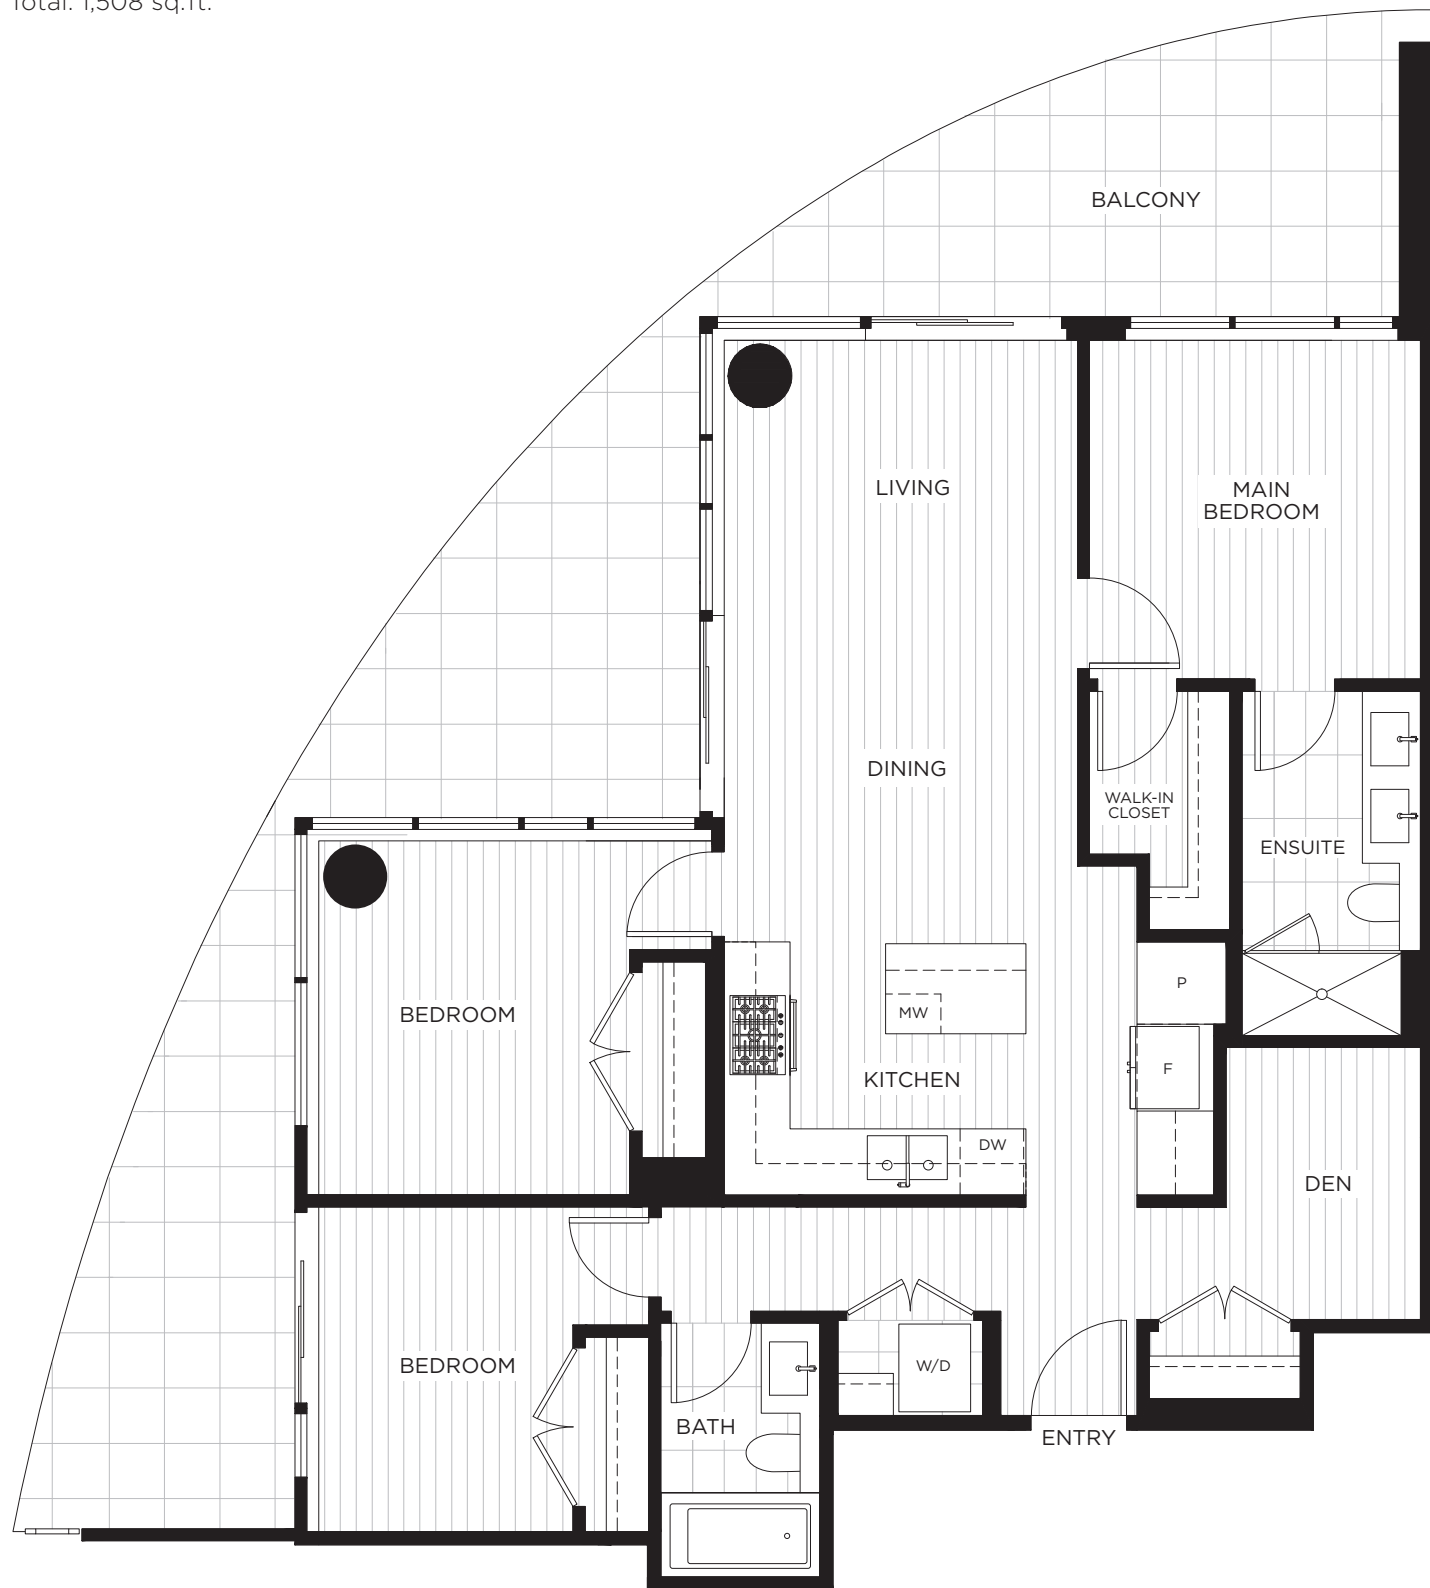 Total: 1,508 sq.ft.
BALCONY
LIVING
MAIN
BEDROOM
DINING
WALK-IN
CLOSET
ENSUITE
P
BEDROOM
MW
F
KITCHEN
DW
DEN
BEDROOM
W/D
BATH
ENTRY